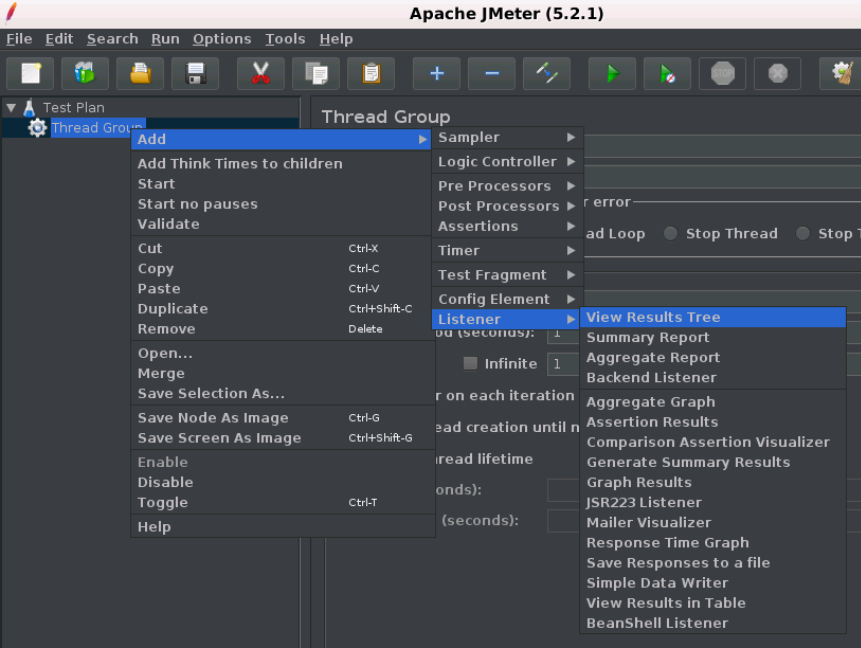 Apache JMeter (5.2.1)
File Edit Search Run Options Tools Help
STOP
Test Plan
Thread Group
Thread Group
Add
Add Think Times to children
Start
Start no pauses
Validate
Cut Ctrl-X
Copy Ctrl-C
Paste Ctrl-V
Duplicate Ctrl+Shift-C
Remove Delete
Open...
Merge
Save Selection As...
Save Node As Image Ctrl-G
Save Screen As Image Ctrl+Shift-G
Enable
Disable
Toggle Ctrl-T
Help
Sampler
Logic Controller
Pre Processors
Post Processors
Assertions
Timer
Test Fragment
Config Element
Listener
View Results Tree
Summary Report
Aggregate Report
Backend Listener
Aggregate Graph
Assertion Results
Comparison Assertion Visualizer
Generate Summary Results
Graph Results
JSR223 Listener
Mailer Visualizer
Response Time Graph
Save Responses to a file
Simple Data Writer
View Results in Table
BeanShell Listener
r error
ad Loop Stop Thread Stop
od (seconds): 1
Infinite 1
r on each iteration
ead creation until n
read lifetime
onds):
(seconds):